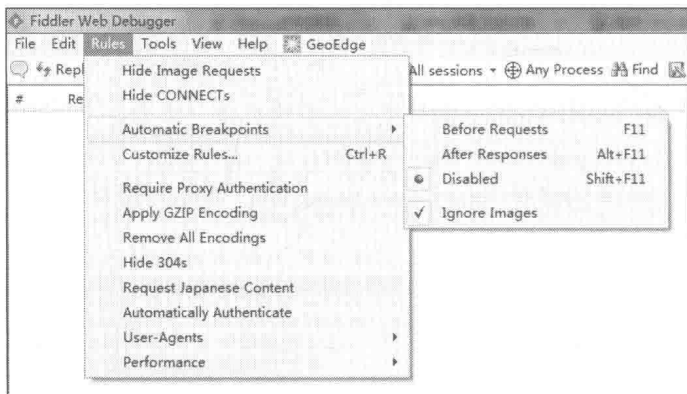 Fiddler Web Debugger
File Edit Rules Tools View Help GeoEdge
Repl All sessions Any Process Find
# Re
Hide Image Requests
Hide CONNECTs
Automatic Breakpoints
Customize Rules... Ctrl+R
Require Proxy Authentication
Apply GZIP Encoding
Remove All Encodings
Hide 304s
Request Japanese Content
Automatically Authenticate
User-Agents
Performance
Before Requests F11
After Responses Alt+F11
Disabled Shift+F11
Ignore Images